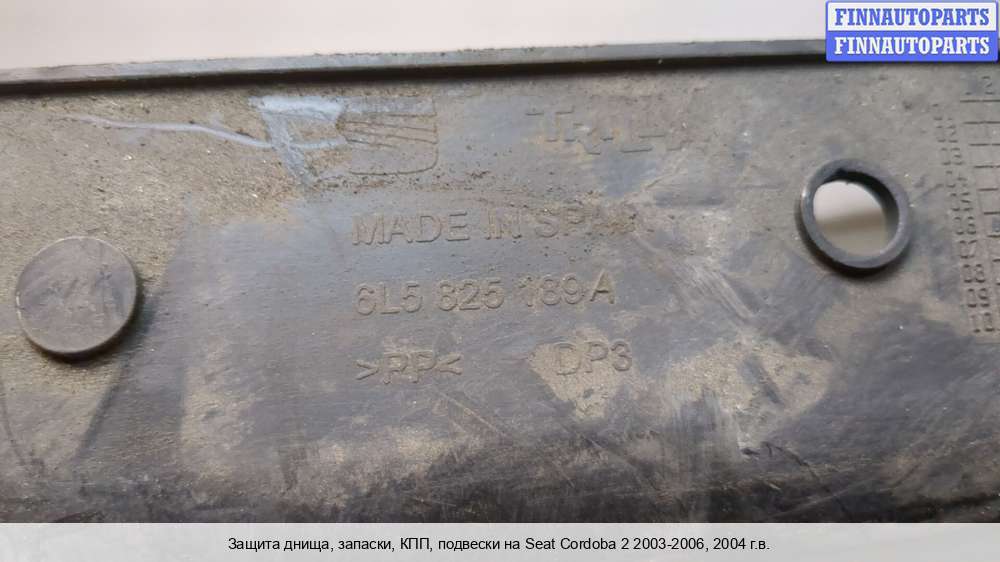 FINNAUTOPARTS
FINNAUTOPARTS
MADE IN SPAIN
6L5 825 189 A
>PP< DP3
Защита днища, запаски, КПП, подвески на Seat Cordoba 2 2003-2006, 2004 г.в.